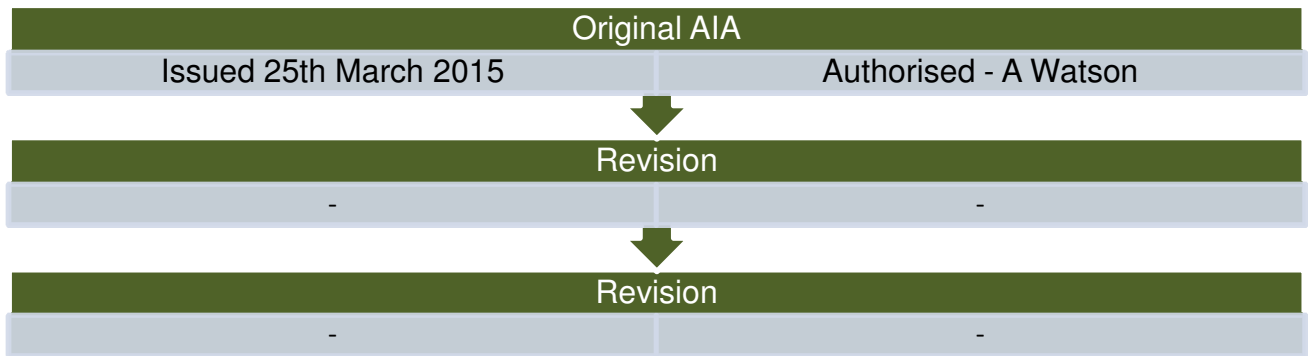 Original AIA
Issued 25th March 2015 Authorised - A Watson
Revision
- -
Revision
- -